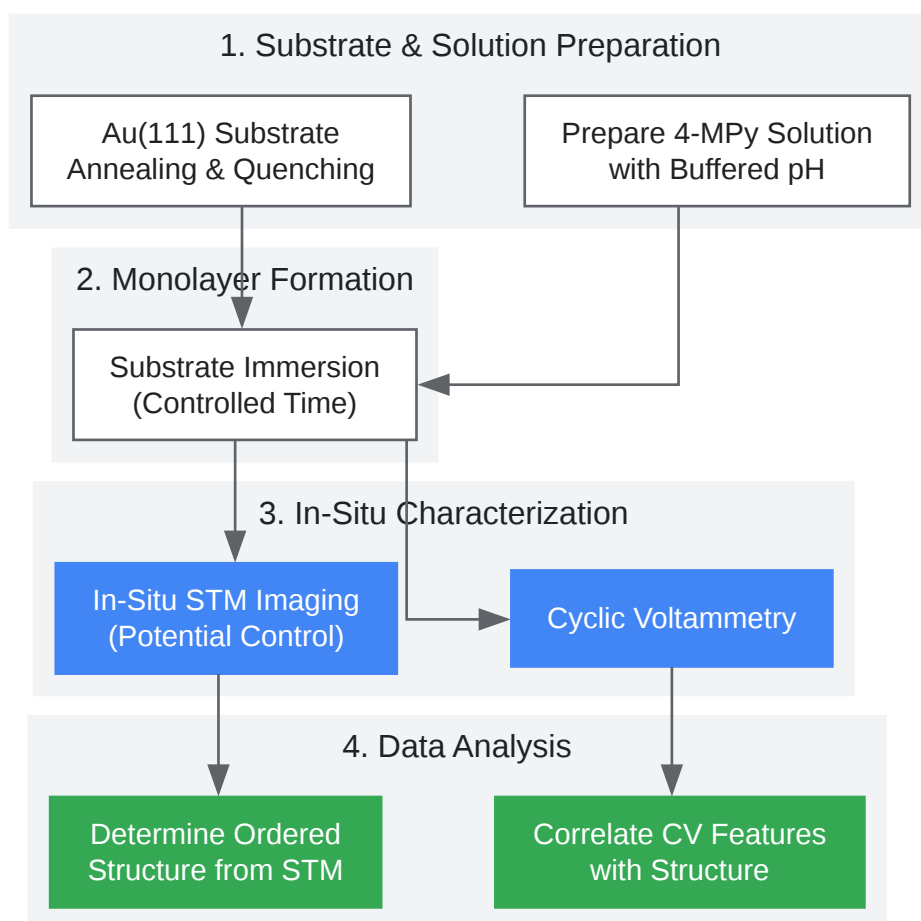 1. Substrate & Solution Preparation
Au(111) Substrate
Annealing & Quenching
Prepare 4-MPy Solution
with Buffered pH
2. Monolayer Formation
Substrate Immersion
(Controlled Time)
3. In-Situ Characterization
In-Situ STM Imaging
(Potential Control)
Cyclic Voltammetry
4. Data Analysis
Determine Ordered
Structure from STM
Correlate CV Features
with Structure